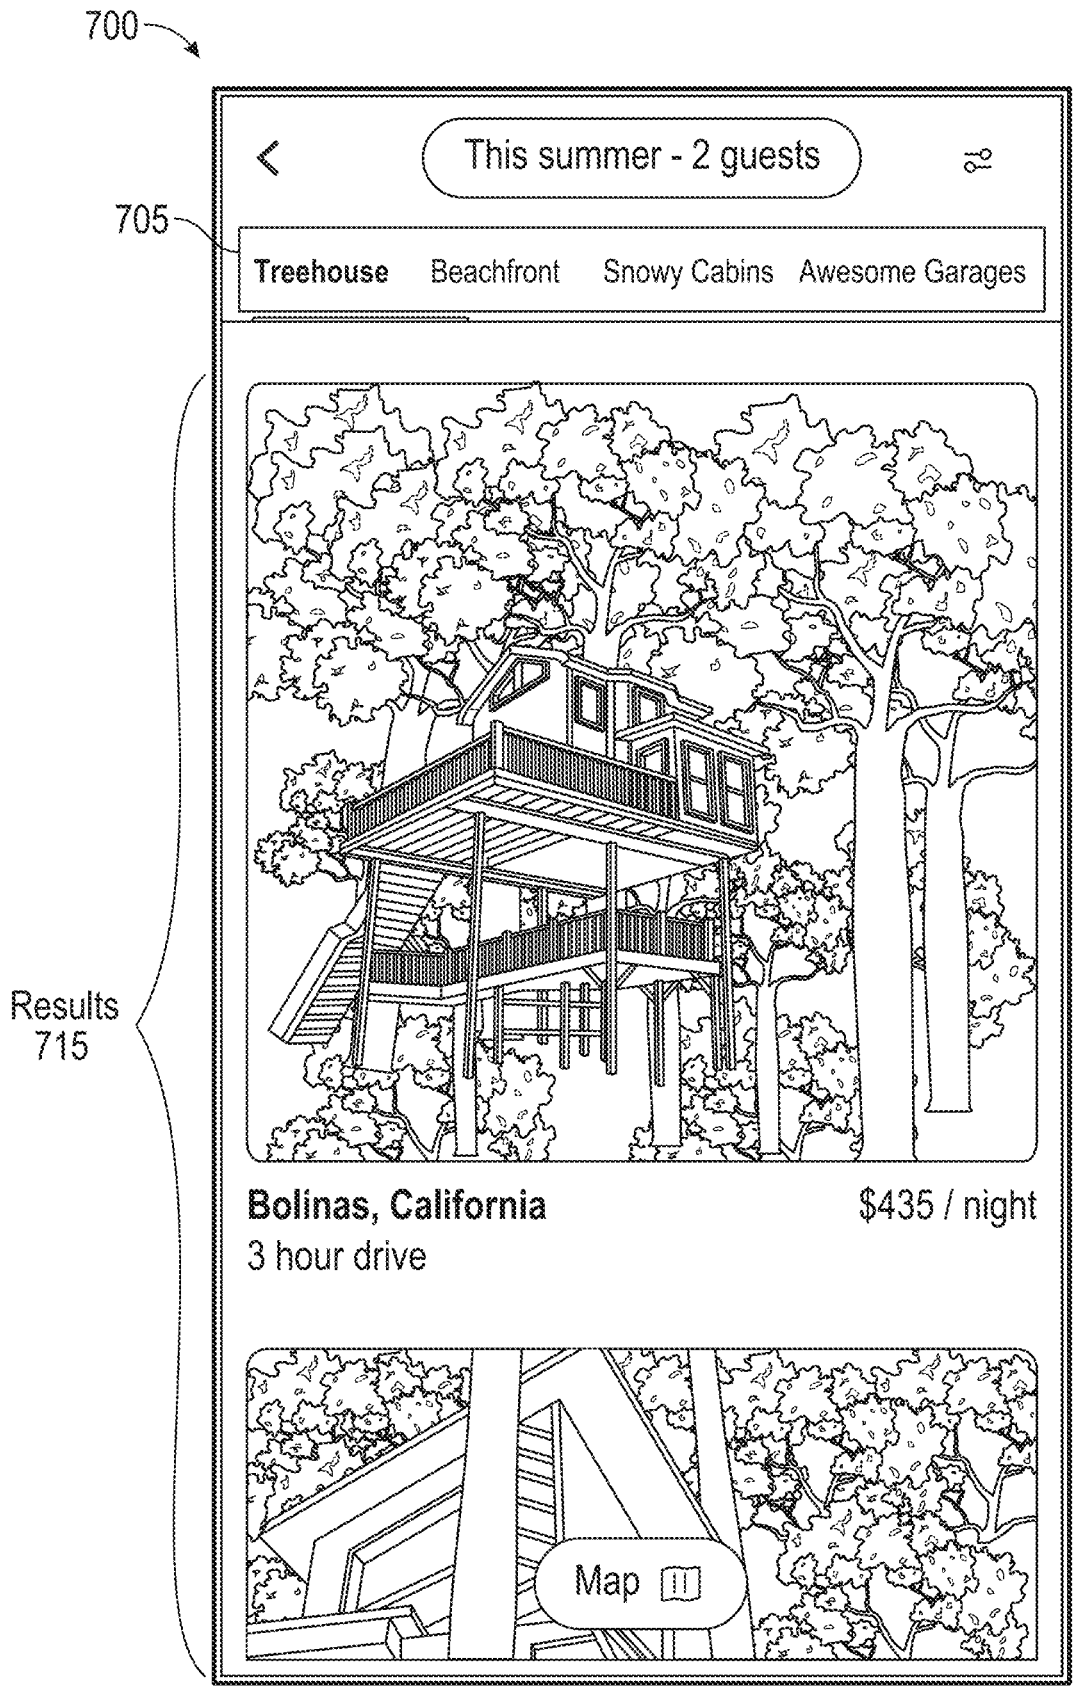 700
This summer - 2 guests
705
Treehouse Beachfront Snowy Cabins Awesome Garages
Results
715
Bolinas, California $435 / night
3 hour drive
Map